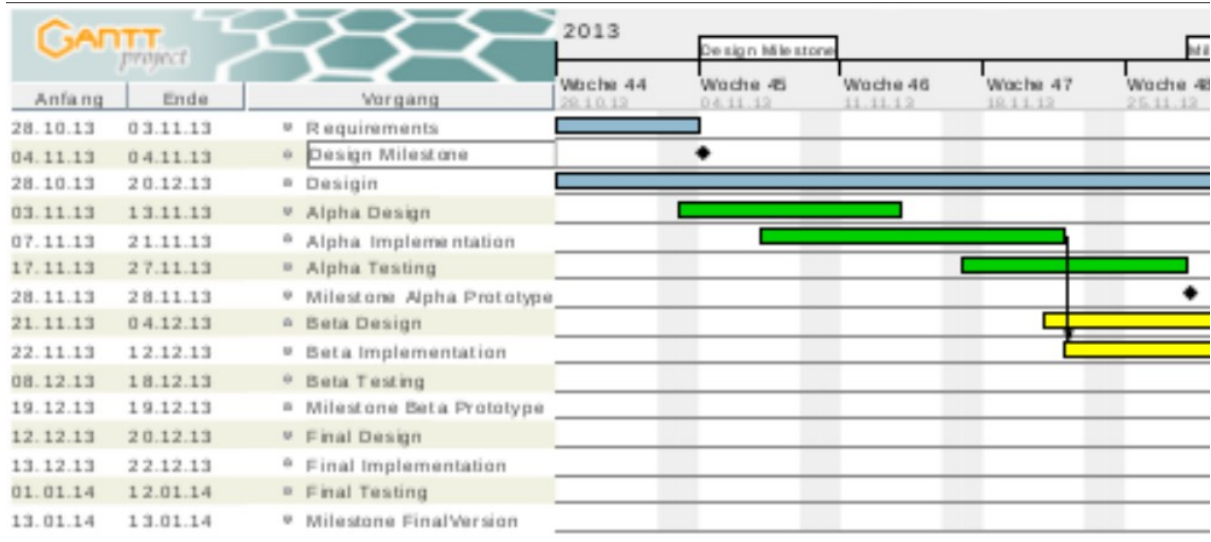 GANTT
project
2013
Design Milestone
Mil
Woche 44
Woche 45
Woche 46
Woche 47
Woche 48
28.10.13
04.11.13
11.11.13
18.11.13
25.11.13
Anfang Ende Vorgang
28.10.13 03.11.13 Requirements
04.11.13 04.11.13 Design Milestone
28.10.13 20.12.13 Desigin
03.11.13 13.11.13 Alpha Design
07.11.13 21.11.13 Alpha Implementation
17.11.13 27.11.13 Alpha Testing
28.11.13 28.11.13 Milestone Alpha Prototype
21.11.13 04.12.13 Beta Design
22.11.13 12.12.13 Beta Implementation
08.12.13 18.12.13 Beta Testing
19.12.13 19.12.13 Milestone Beta Prototype
12.12.13 20.12.13 Final Design
13.12.13 22.12.13 Final Implementation
01.01.14 12.01.14 Final Testing
13.01.14 13.01.14 Milestone FinalVersion